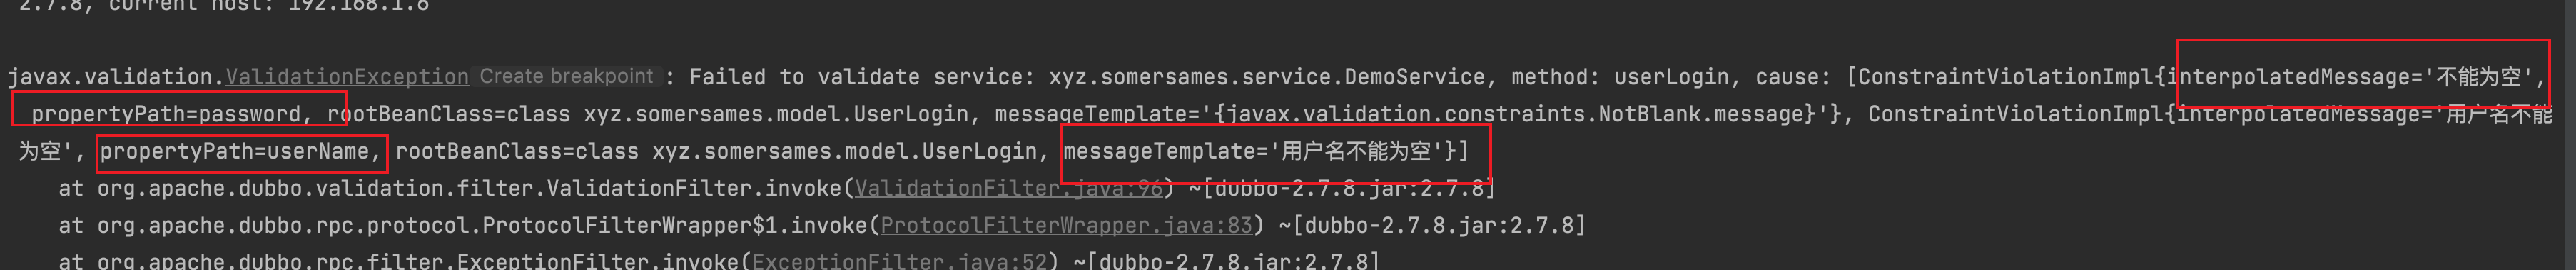 2.7.8, current host: 192.168.1.6
javax.validation.ValidationException Create breakpoint : Failed to validate service: xyz.somersames.service.DemoService, method: userLogin, cause: [ConstraintViolationImpl{interpolatedMessage='不能为空',
propertyPath=password, rootBeanClass=class xyz.somersames.model.UserLogin, messageTemplate='{javax.validation.constraints.NotBlank.message}'}, ConstraintViolationImpl{interpolatedMessage='用户名不能
为空', propertyPath=userName, rootBeanClass=class xyz.somersames.model.UserLogin, messageTemplate='用户名不能为空'}]
at org.apache.dubbo.validation.filter.ValidationFilter.invoke(ValidationFilter.java:96) ~[dubbo-2.7.8.jar:2.7.8]
at org.apache.dubbo.rpc.protocol.ProtocolFilterWrapper$1.invoke(ProtocolFilterWrapper.java:83) ~[dubbo-2.7.8.jar:2.7.8]
at org.apache.dubbo.rpc.filter.ExceptionFilter.invoke(ExceptionFilter.java:52) ~[dubbo-2.7.8.jar:2.7.8]